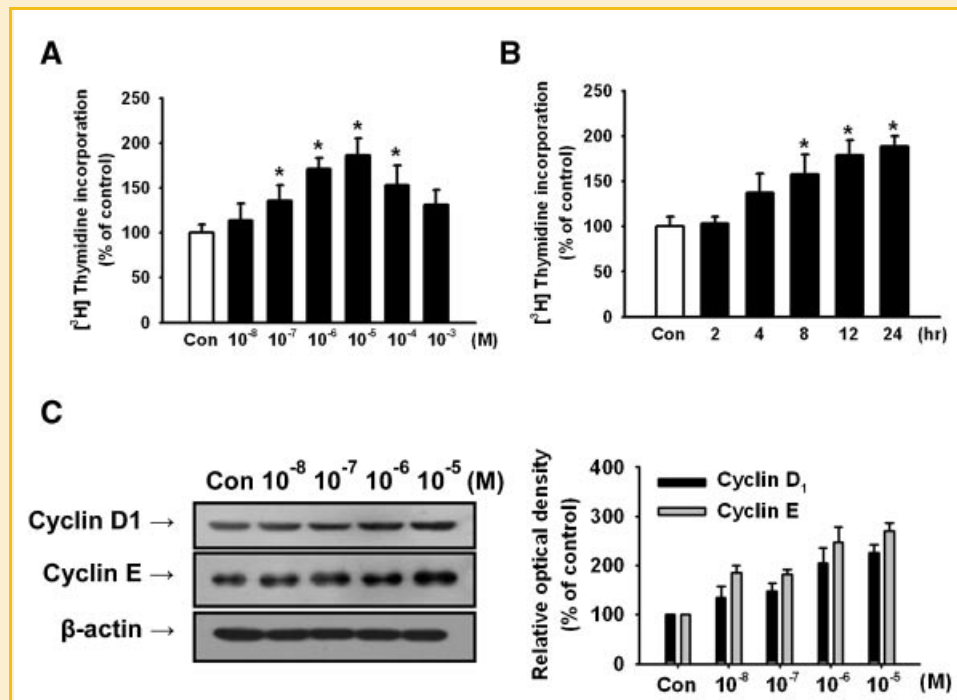 A
[³H] Thymidine incorporation
(% of control)
250
200
150
100
50
0
* * * *
Con 10⁻⁸ 10⁻⁷ 10⁻⁶ 10⁻⁵ 10⁻⁴ 10⁻³ (M)
B
[³H] Thymidine incorporation
(% of control)
250
200
150
100
50
0
* * *
Con 2 4 8 12 24 (hr)
C
Con 10⁻⁸ 10⁻⁷ 10⁻⁶ 10⁻⁵ (M)
Cyclin D1 →
Cyclin E →
β-actin →
Relative optical density
(% of control)
400
300
200
100
0
Cyclin D₁
Cyclin E
Con 10⁻⁸ 10⁻⁷ 10⁻⁶ 10⁻⁵ (M)